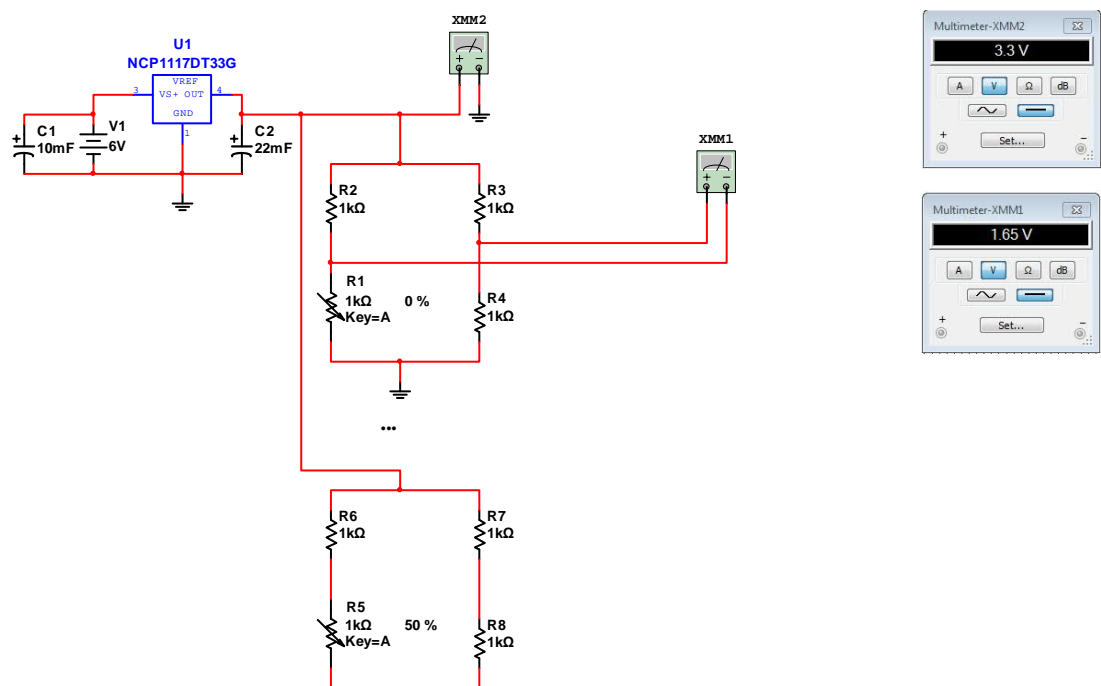 XMM2
U1
NCP1117DT33G
VREF
3 VS+ OUT 4
GND
1
C1
10mF
V1
6V
C2
22mF
XMM1
R2
1kΩ
R3
1kΩ
R1
1kΩ 0 %
Key=A
R4
1kΩ
...
R6
1kΩ
R7
1kΩ
R5
1kΩ 50 %
Key=A
R8
1kΩ
Multimeter-XMM2
3.3 V
A V Ω dB
+ Set... -
Multimeter-XMM1
1.65 V
A V Ω dB
+ Set... -